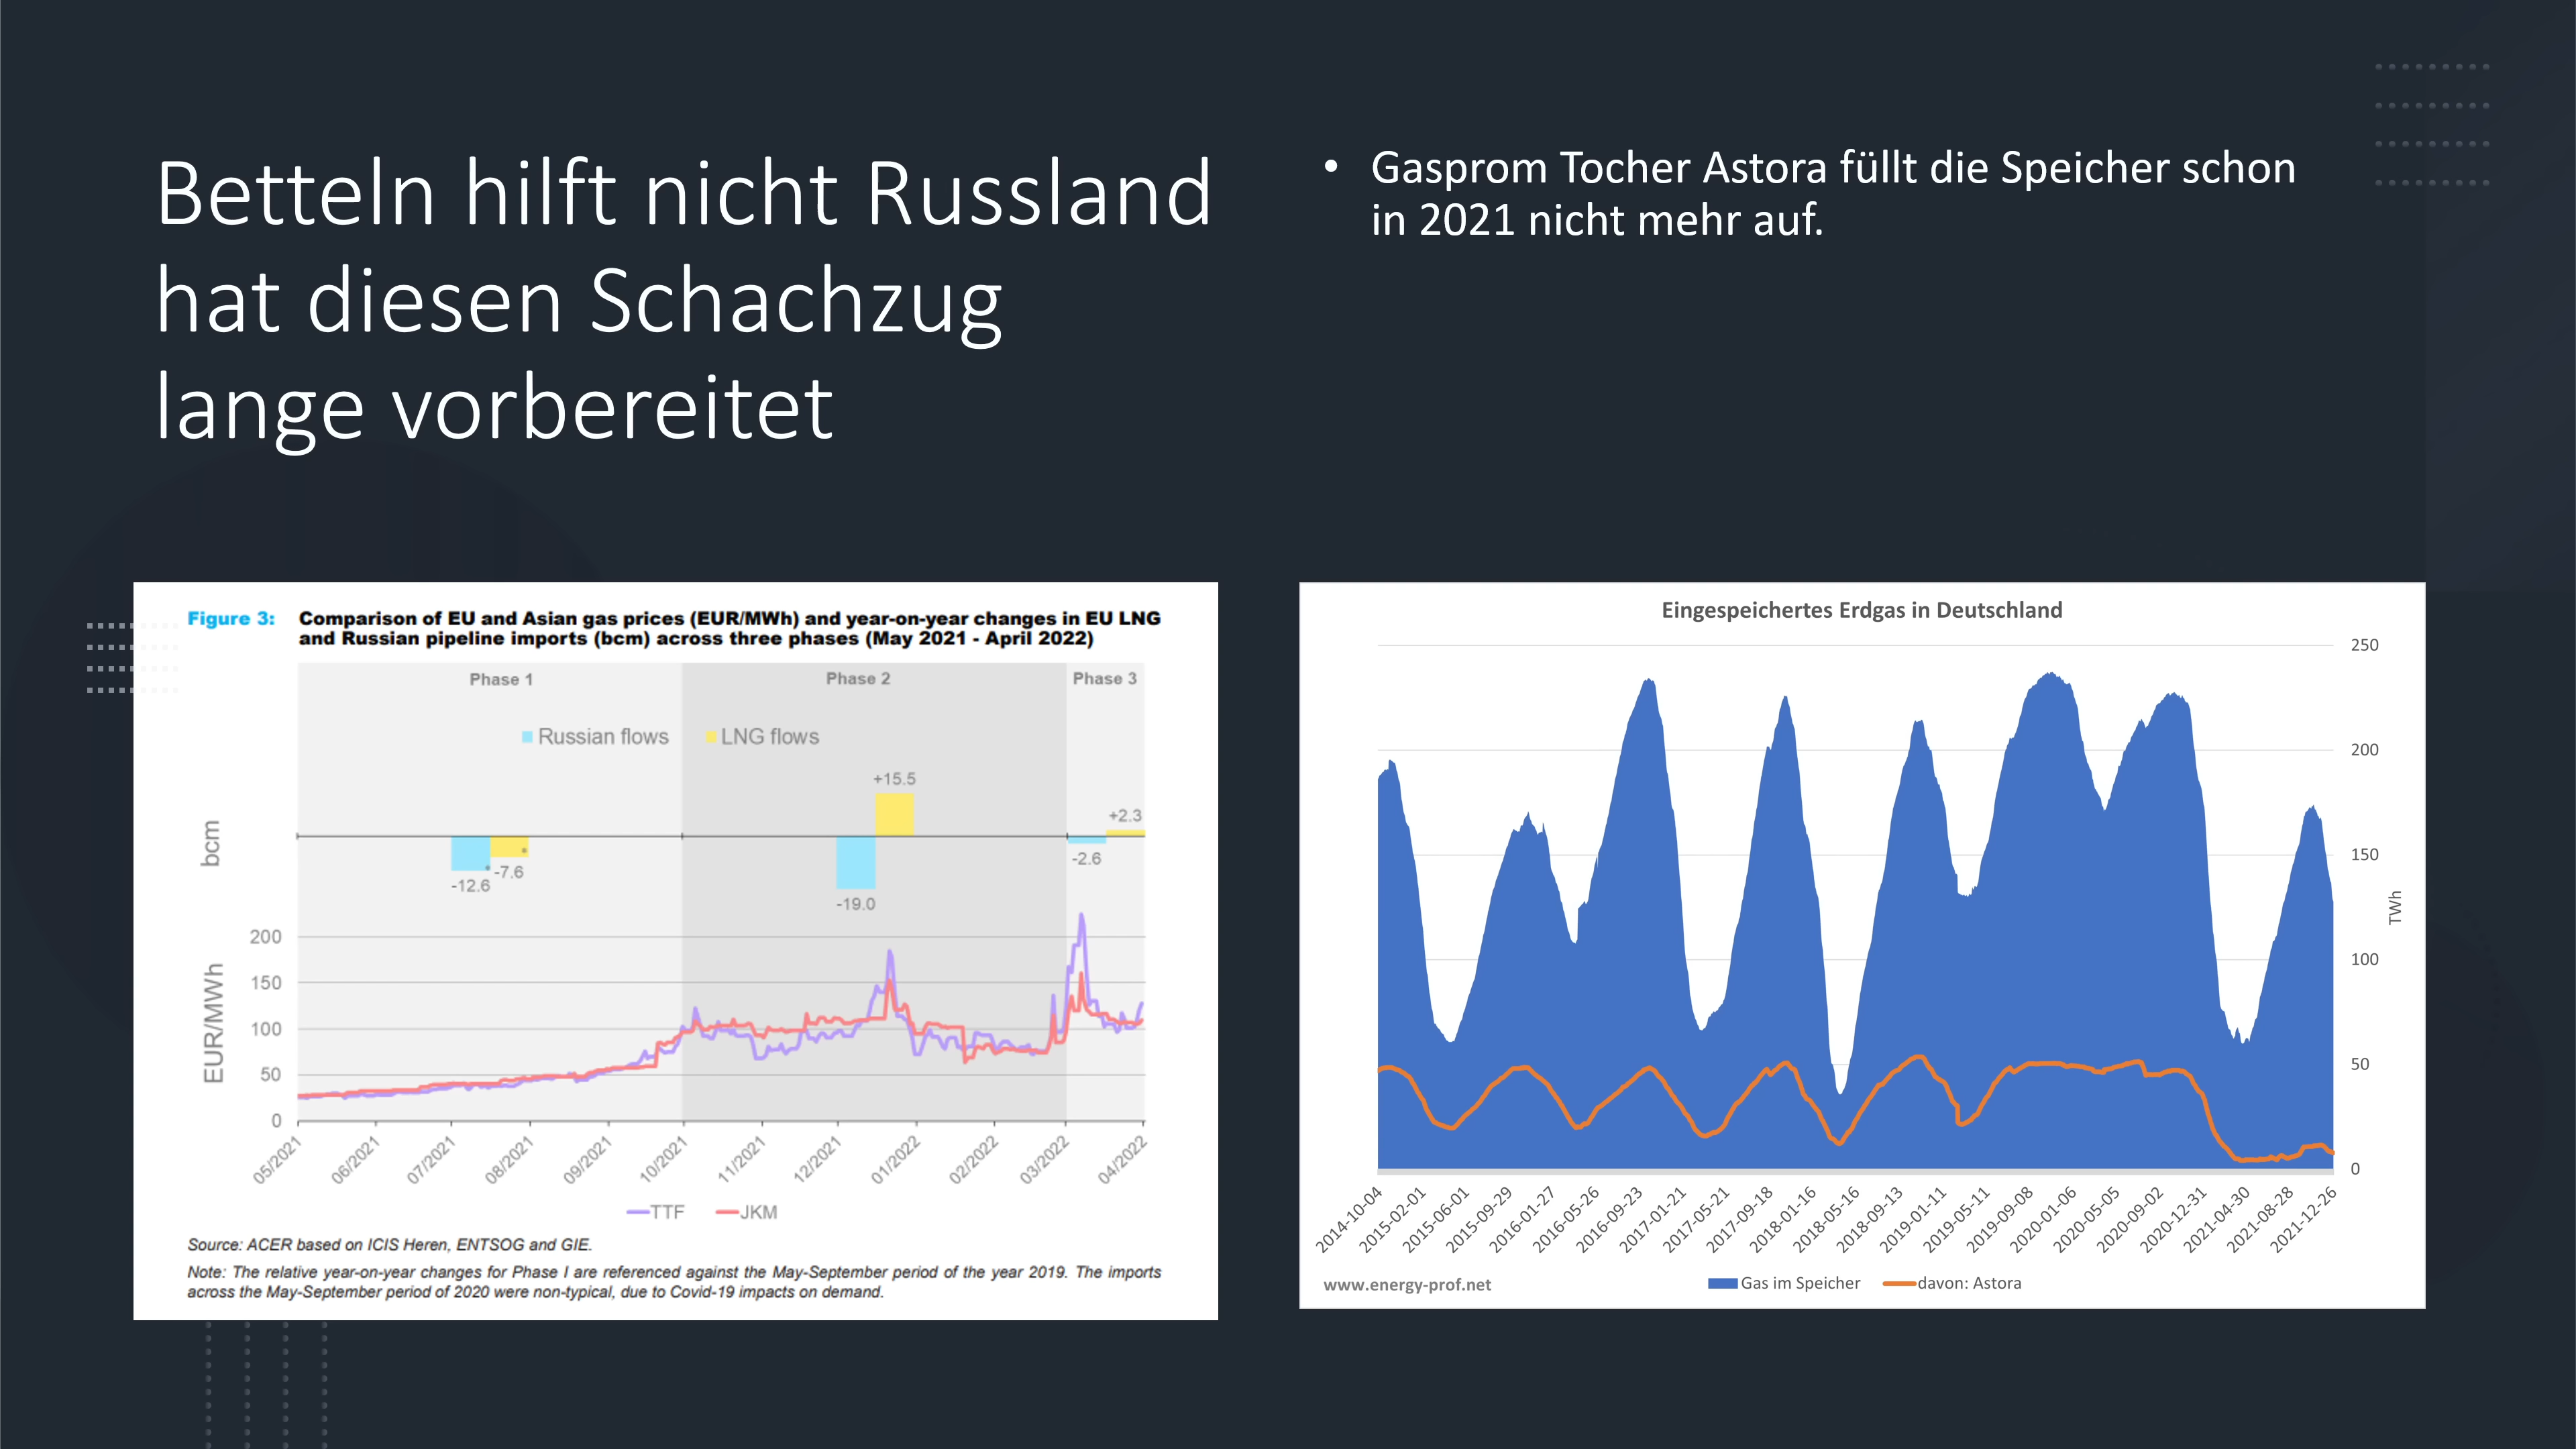 Betteln hilft nicht Russland
hat diesen Schachzug
lange vorbereitet
• Gasprom Tocher Astora füllt die Speicher schon
in 2021 nicht mehr auf.
Figure 3: Comparison of EU and Asian gas prices (EUR/MWh) and year-on-year changes in EU LNG
and Russian pipeline imports (bcm) across three phases (May 2021 - April 2022)
Phase 1 Phase 2 Phase 3
Russian flows LNG flows
+15.5
+2.3
bcm
-12.6 -7.6
-19.0
-2.6
EUR/MWh
200
150
100
50
0
05/2021 06/2021 07/2021 08/2021 09/2021 10/2021 11/2021 12/2021 01/2022 02/2022 03/2022 04/2022
TTF JKM
Source: ACER based on ICIS Heren, ENTSOG and GIE.
Note: The relative year-on-year changes for Phase I are referenced against the May-September period of the year 2019. The imports
across the May-September period of 2020 were non-typical, due to Covid-19 impacts on demand.
Eingespeichertes Erdgas in Deutschland
250
200
150
100
50
0
TWh
2014-10-04 2015-02-01 2015-06-01 2015-09-29 2016-01-27 2016-05-26 2016-09-23 2017-01-21 2017-05-21 2017-09-18 2018-01-16 2018-05-16 2018-09-13 2019-01-11 2019-05-11 2019-09-08 2020-01-06 2020-05-05 2020-09-02 2020-12-31 2021-04-30 2021-08-28 2021-12-26
www.energy-prof.net
Gas im Speicher davon: Astora